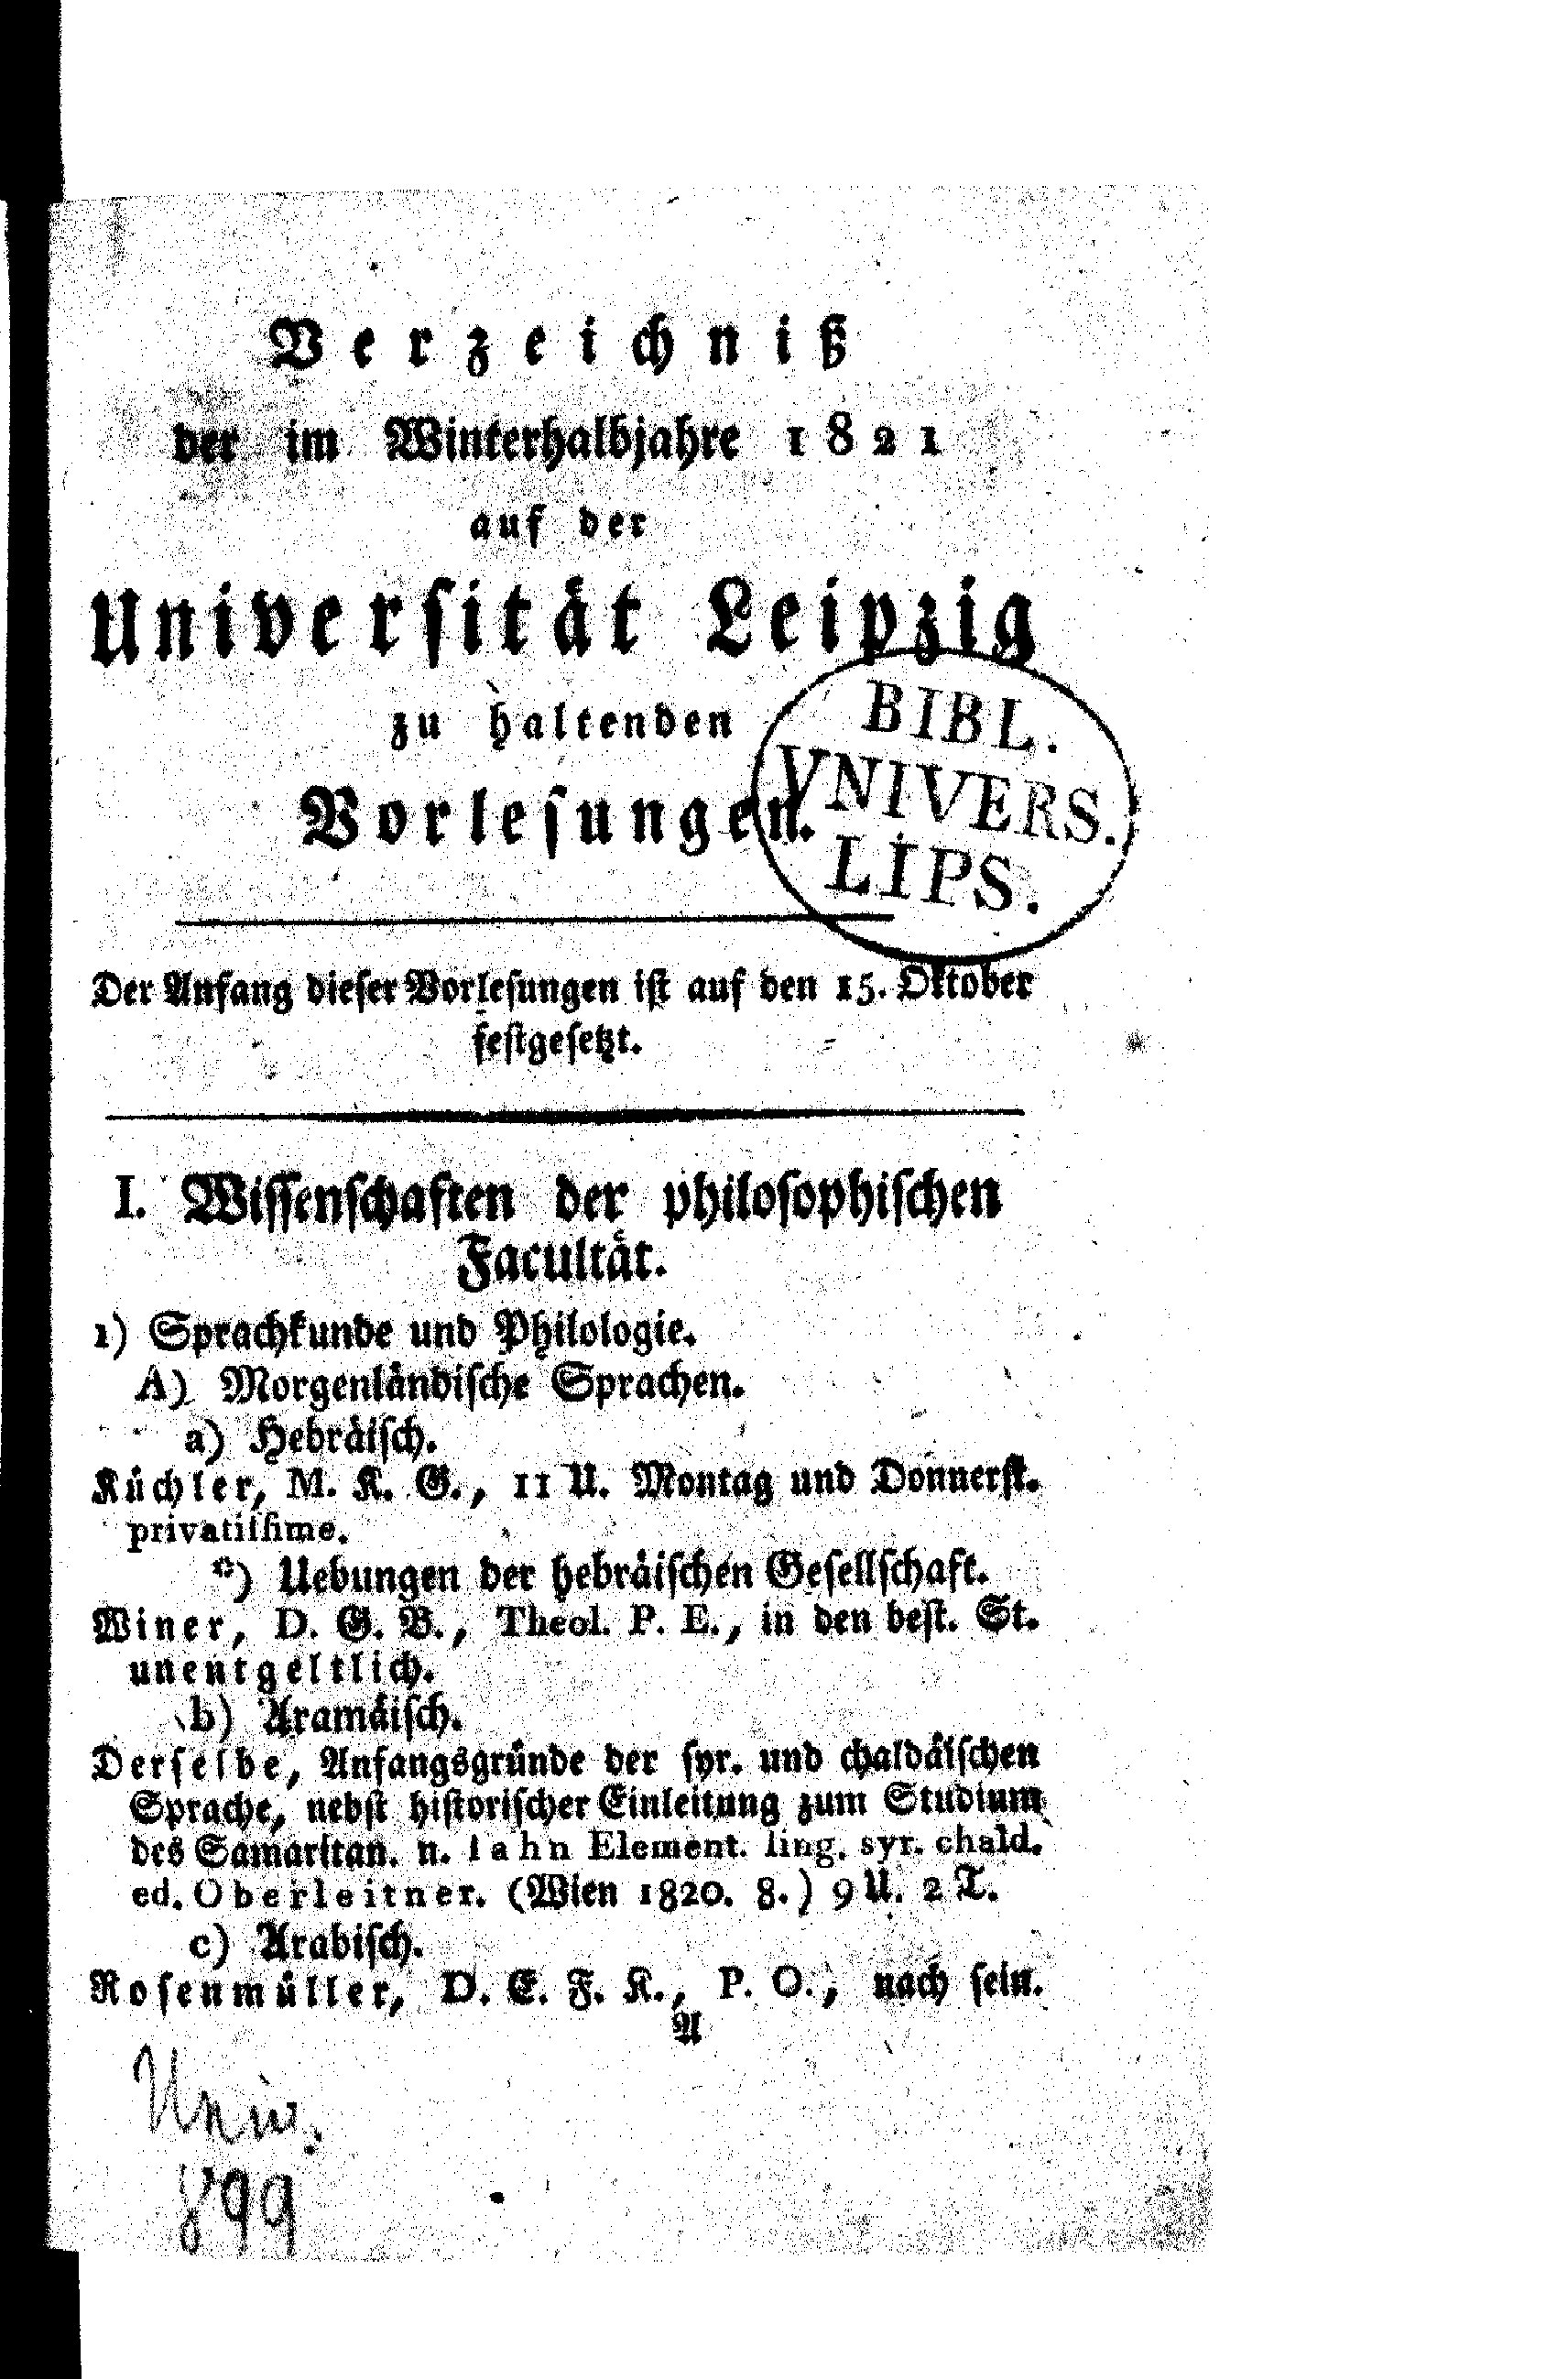 Verzeichniß
der im Winterhalbjahre 1821
auf der
Universität Leipzig
zu haltenden
Vorlesungen.
BIBL.
VNIVERS.
LIPS.
Der Anfang dieser Vorlesungen ist auf den 15. Oktober
festgesetzt.
I. Wissenschaften der philosophischen
Facultät.
1) Sprachkunde und Philologie.
A) Morgenländische Sprachen.
a) Hebräisch.
Küchler, M. K. G., 11 U. Montag und Donnerst.
privatissime.
*) Uebungen der hebräischen Gesellschaft.
Winer, D. G. B., Theol. P. E., in den best. St.
unentgeltlich.
b) Aramäisch.
Derselbe, Anfangsgründe der syr. und chaldäischen
Sprache, nebst historischer Einleitung zum Studium
des Samaritan. n. Iahn Element. ling. syr. chald.
ed. Oberleitner. (Wien 1820. 8.) 9 U. 2 T.
c) Arabisch.
Rosenmüller, D. E. F. K., P. O., nach sein.
A
Univ.
899